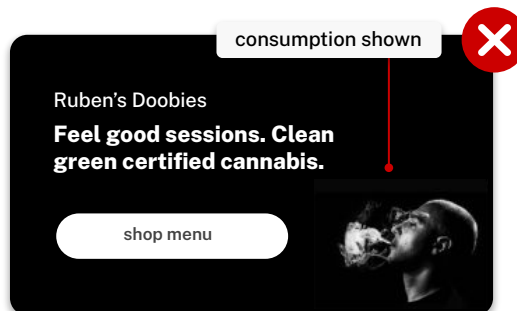 consumption shown
Ruben’s Doobies
Feel good sessions. Clean
green certified cannabis.
shop menu